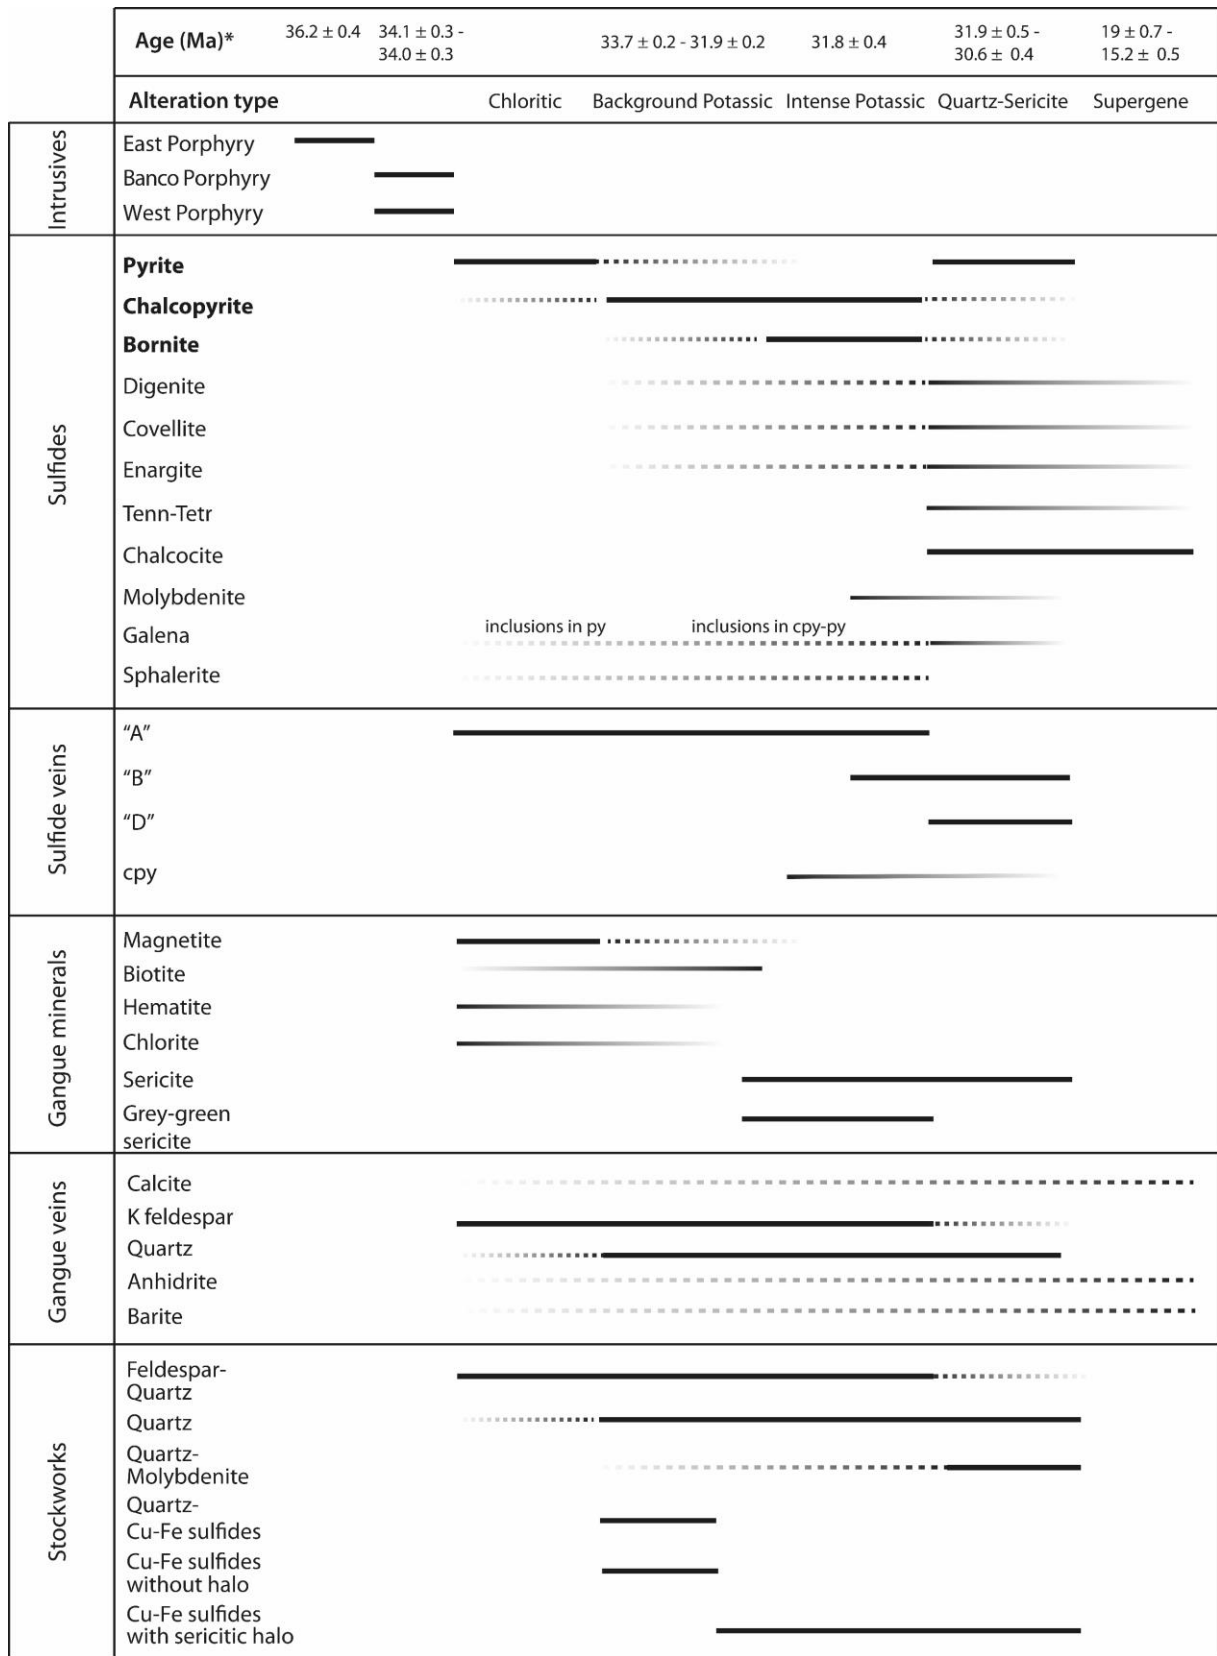 Age (Ma)*
36.2 ± 0.4
34.1 ± 0.3 -
34.0 ± 0.3
33.7 ± 0.2 - 31.9 ± 0.2
31.8 ± 0.4
31.9 ± 0.5 -
30.6 ± 0.4
19 ± 0.7 -
15.2 ± 0.5
Alteration type
Chloritic
Background Potassic
Intense Potassic
Quartz-Sericite
Supergene
Intrusives
East Porphyry
Banco Porphyry
West Porphyry
Sulfides
Pyrite
Chalcopyrite
Bornite
Digenite
Covellite
Enargite
Tenn-Tetr
Chalcocite
Molybdenite
Galena
inclusions in py
inclusions in cpy-py
Sphalerite
Sulfide veins
“A”
“B”
“D”
cpy
Gangue minerals
Magnetite
Biotite
Hematite
Chlorite
Sericite
Grey-green
sericite
Gangue veins
Calcite
K feldespar
Quartz
Anhidrite
Barite
Stockworks
Feldespar-
Quartz
Quartz
Quartz-
Molybdenite
Quartz-
Cu-Fe sulfides
Cu-Fe sulfides
without halo
Cu-Fe sulfides
with sericitic halo